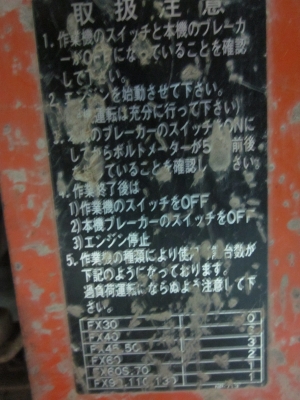 取扱注意
1. 作業機のスイッチと本機のブレーカ
ーがOFFになっていることを確認
して下さい。
2. エンジンを始動させて下さい。
運転は充分に行って下さい)
のブレーカーのスイッチをONに
してからボルトメーターが5 前後
っていることを確認し さい。
4. 作業終了後は
1)作業機のスイッチをOFF
2)本機ブレーカーのスイッチをOFF
3)エンジン停止
5. 作業機の種類により使用 台数が
下記のようになっております。
過負荷運転にならぬよう注意して下
さい。
FX30
FX40
FX45,50 3
FX60 2
FX60S,70